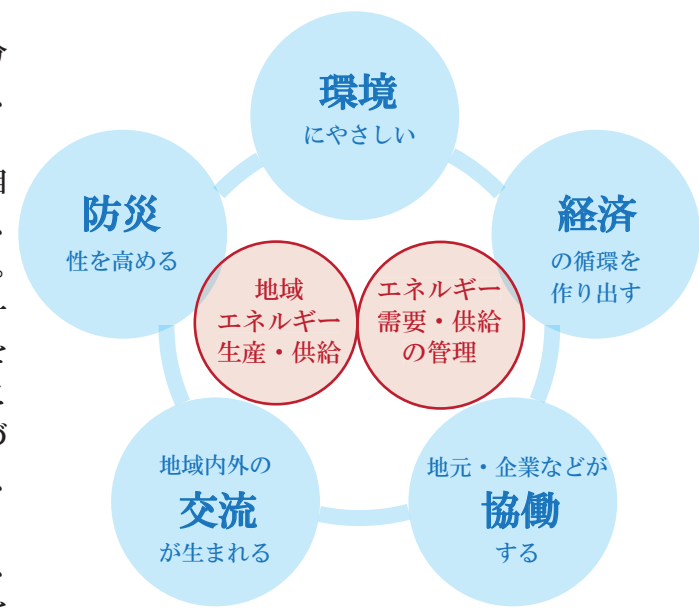 環境
にやさしい
防災
性を高める
経済
の循環を
作り出す
地域
エネルギー
生産・供給
エネルギー
需要・供給
の管理
地域内外の
交流
が生まれる
地元・企業などが
協働
する